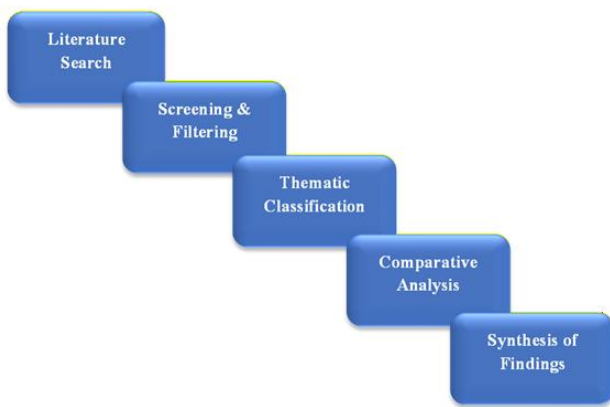 Literature
Search
Screening &
Filtering
Thematic
Classification
Comparative
Analysis
Synthesis of
Findings